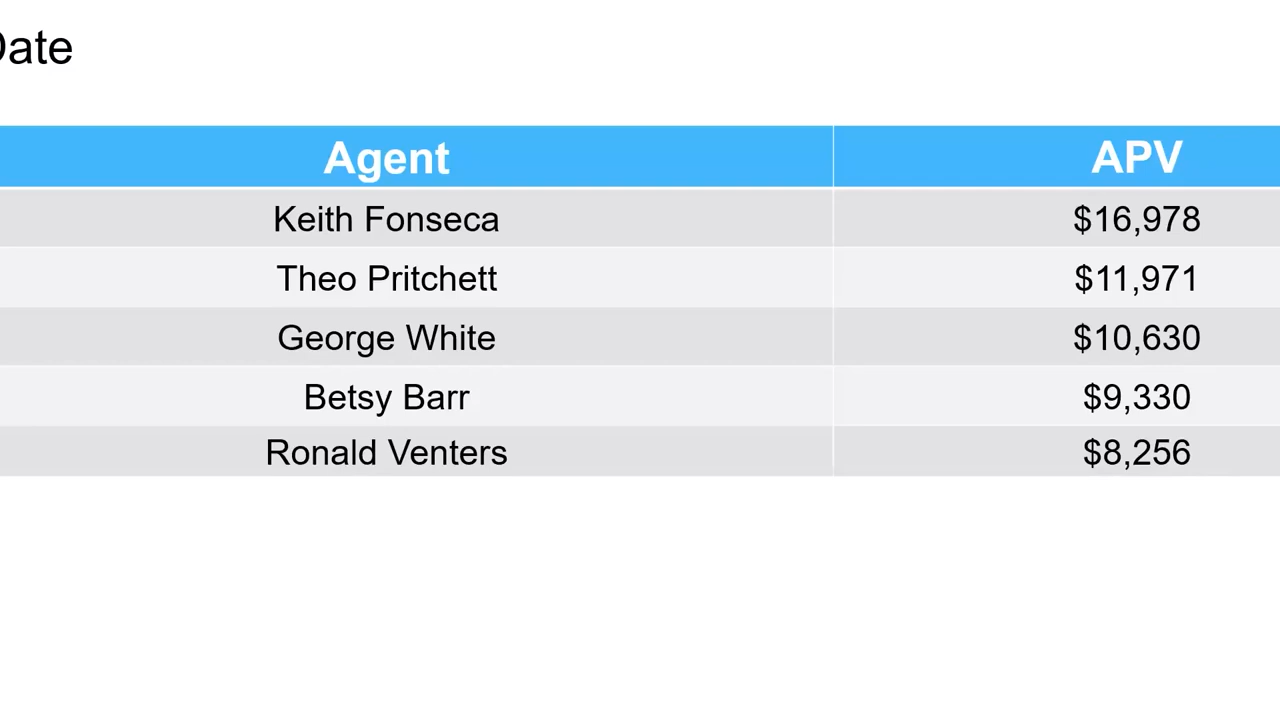 Date
Agent APV
Keith Fonseca $16,978
Theo Pritchett $11,971
George White $10,630
Betsy Barr $9,330
Ronald Venters $8,256